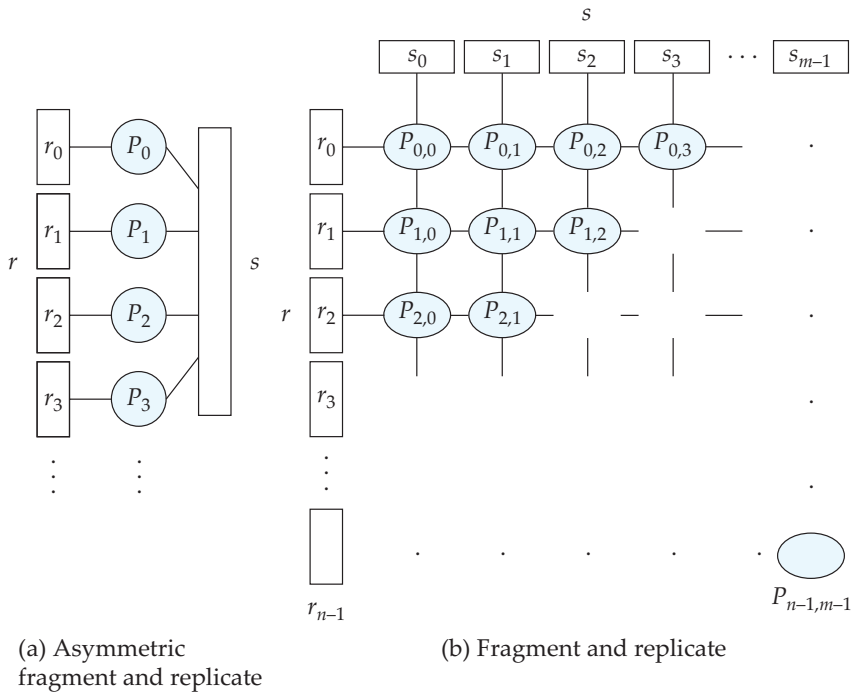 s
s0 s1 s2 s3 ··· sm–1
r0 P0 r0 P0,0 P0,1 P0,2 P0,3
r1 P1 r1 P1,0 P1,1 P1,2
r s
r2 P2 r r2 P2,0 P2,1
r3 P3 r3
rn–1 Pn–1,m–1
(a) Asymmetric
fragment and replicate
(b) Fragment and replicate